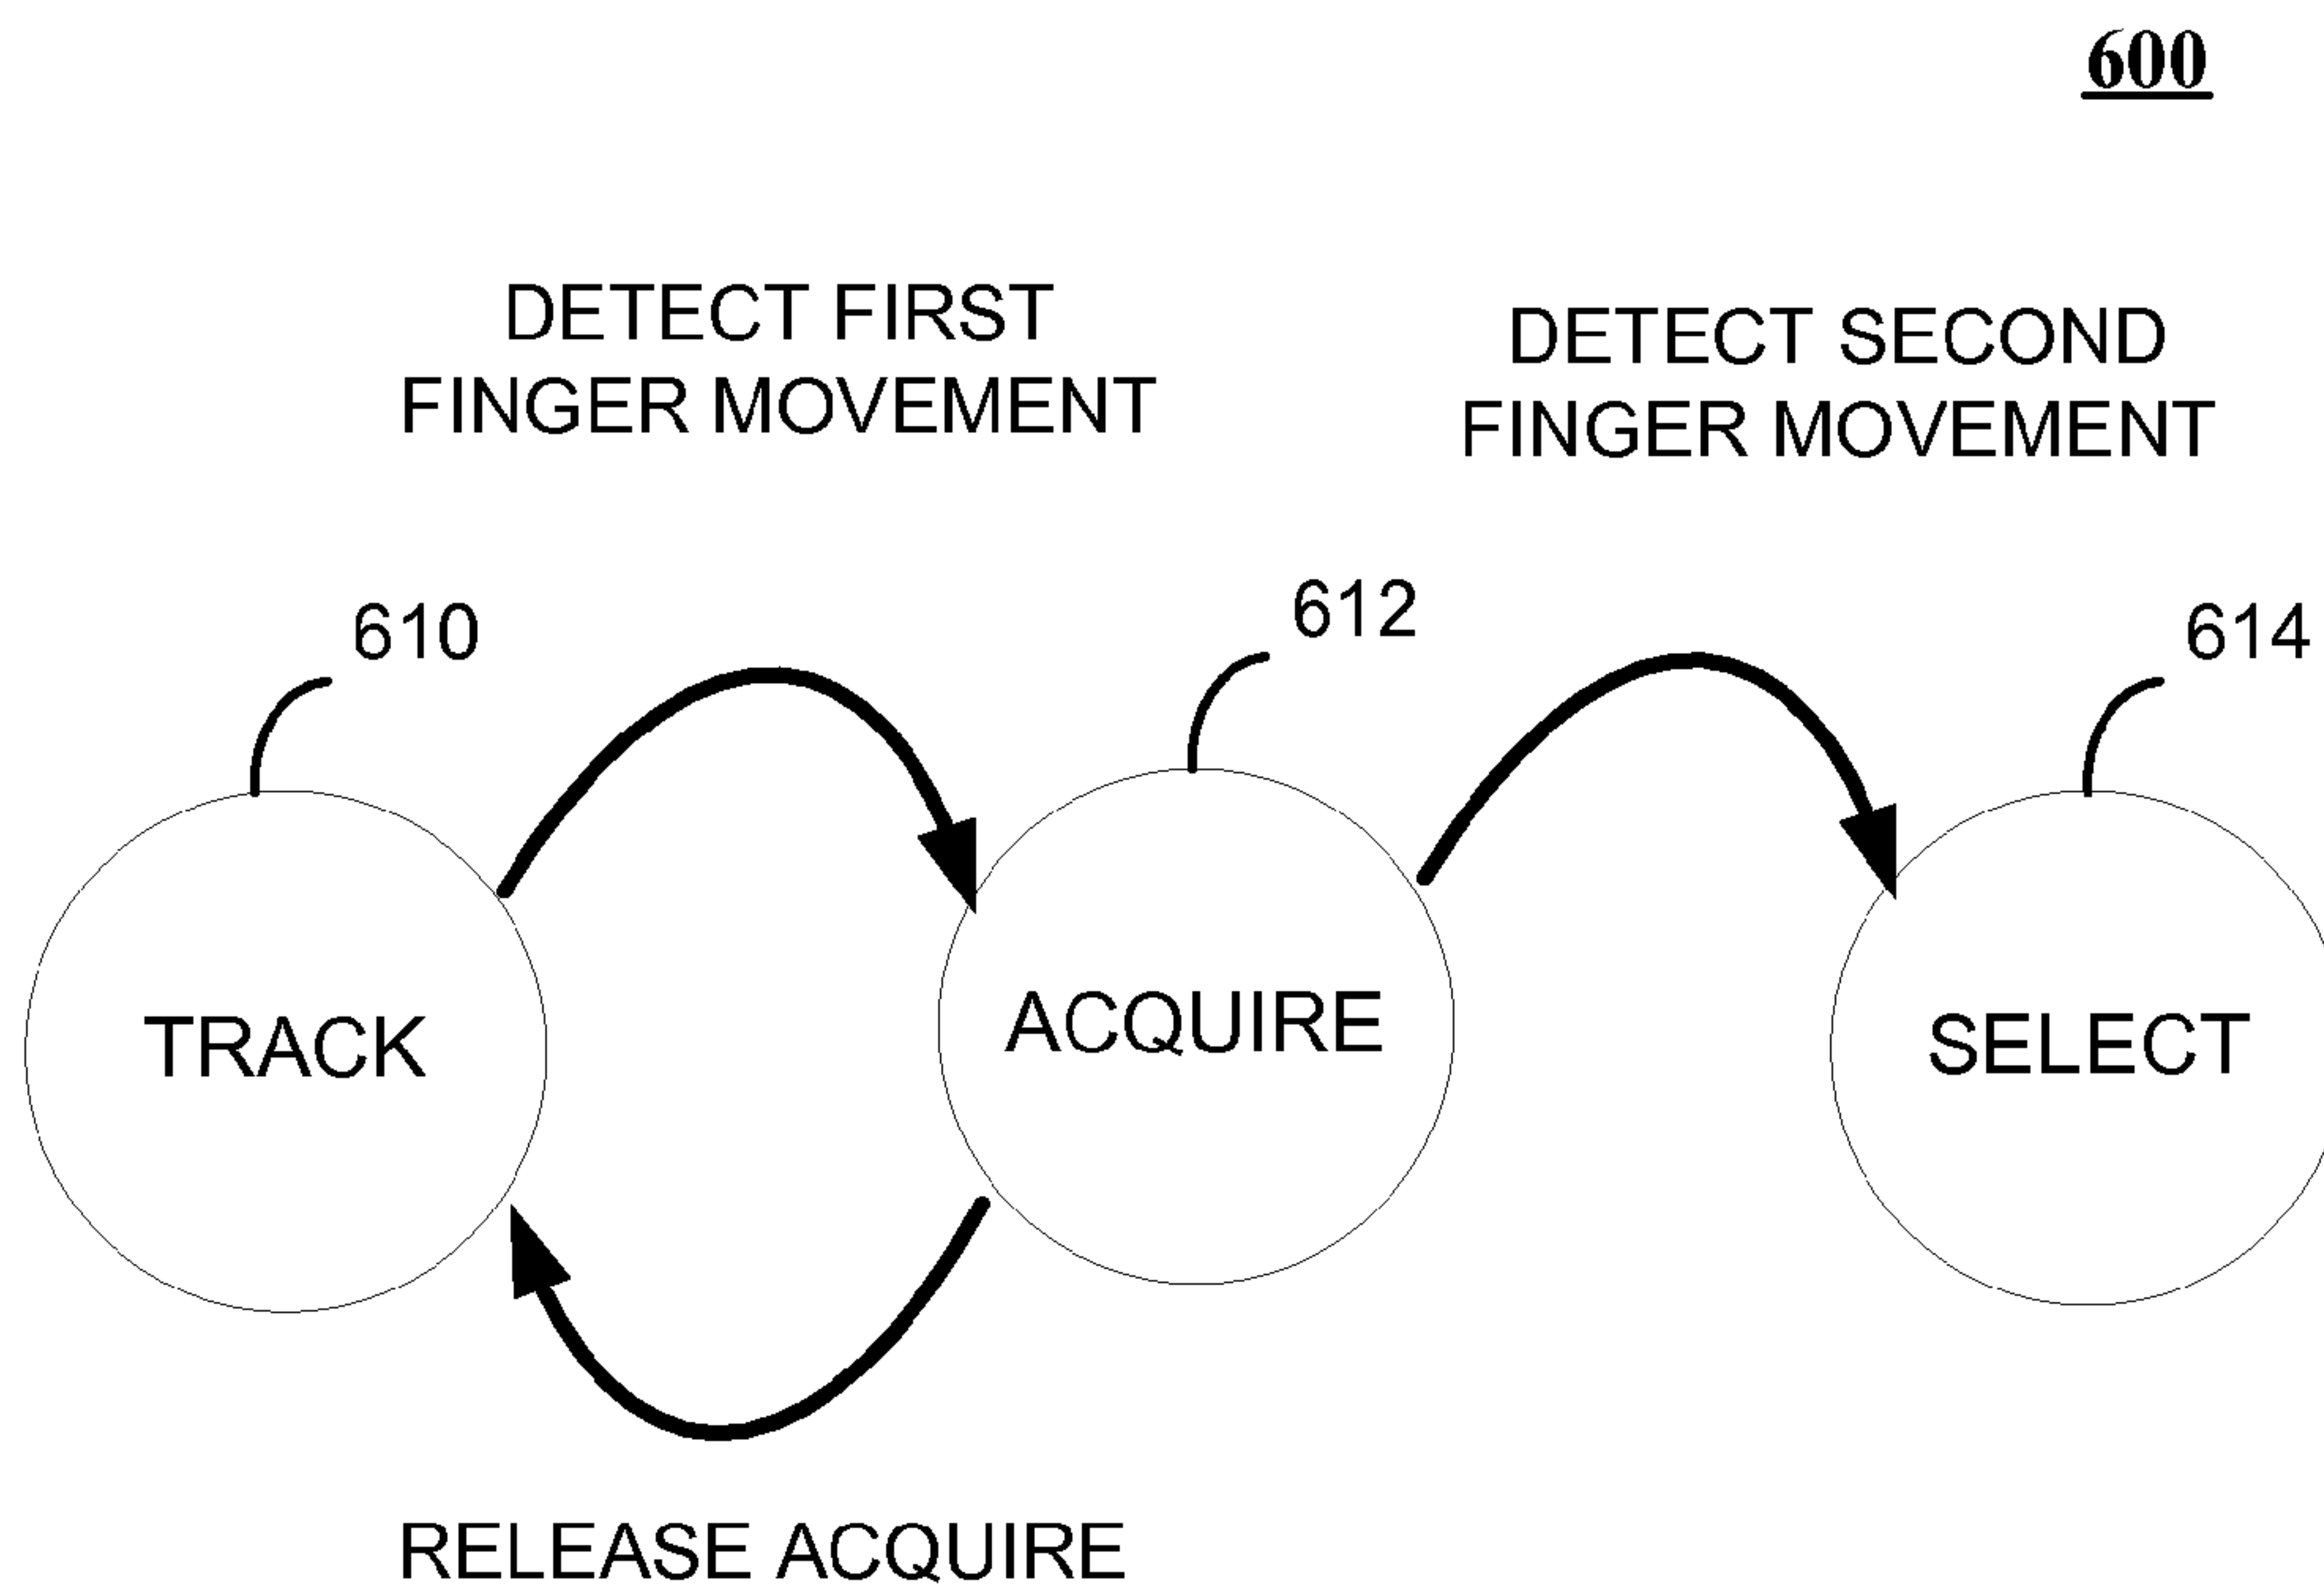 600
DETECT FIRST
FINGER MOVEMENT
DETECT SECOND
FINGER MOVEMENT
610
612
614
TRACK
ACQUIRE
SELECT
RELEASE ACQUIRE